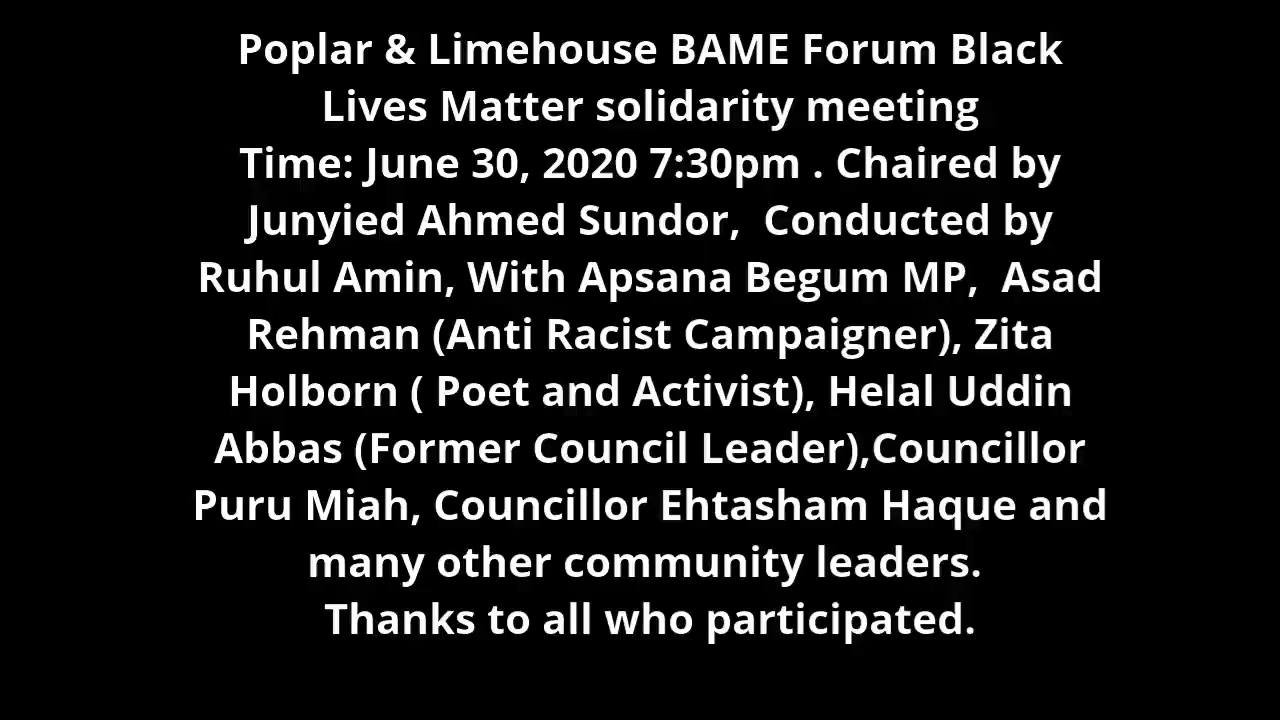 Poplar & Limehouse BAME Forum Black
Lives Matter solidarity meeting
Time: June 30, 2020 7:30pm . Chaired by
Junyied Ahmed Sundor,  Conducted by
Ruhul Amin, With Apsana Begum MP,  Asad
Rehman (Anti Racist Campaigner), Zita
Holborn ( Poet and Activist), Helal Uddin
Abbas (Former Council Leader),Councillor
Puru Miah, Councillor Ehtasham Haque and
many other community leaders.
Thanks to all who participated.